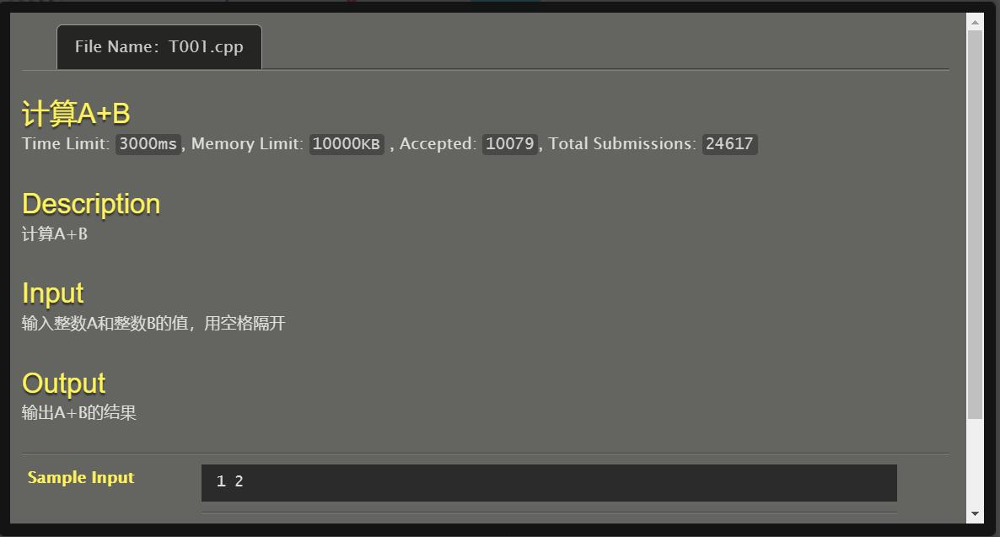 File Name：T001.cpp
计算A+B
Time Limit: 3000ms, Memory Limit: 10000KB , Accepted: 10079, Total Submissions: 24617
Description
计算A+B
Input
输入整数A和整数B的值，用空格隔开
Output
输出A+B的结果
Sample Input
1 2